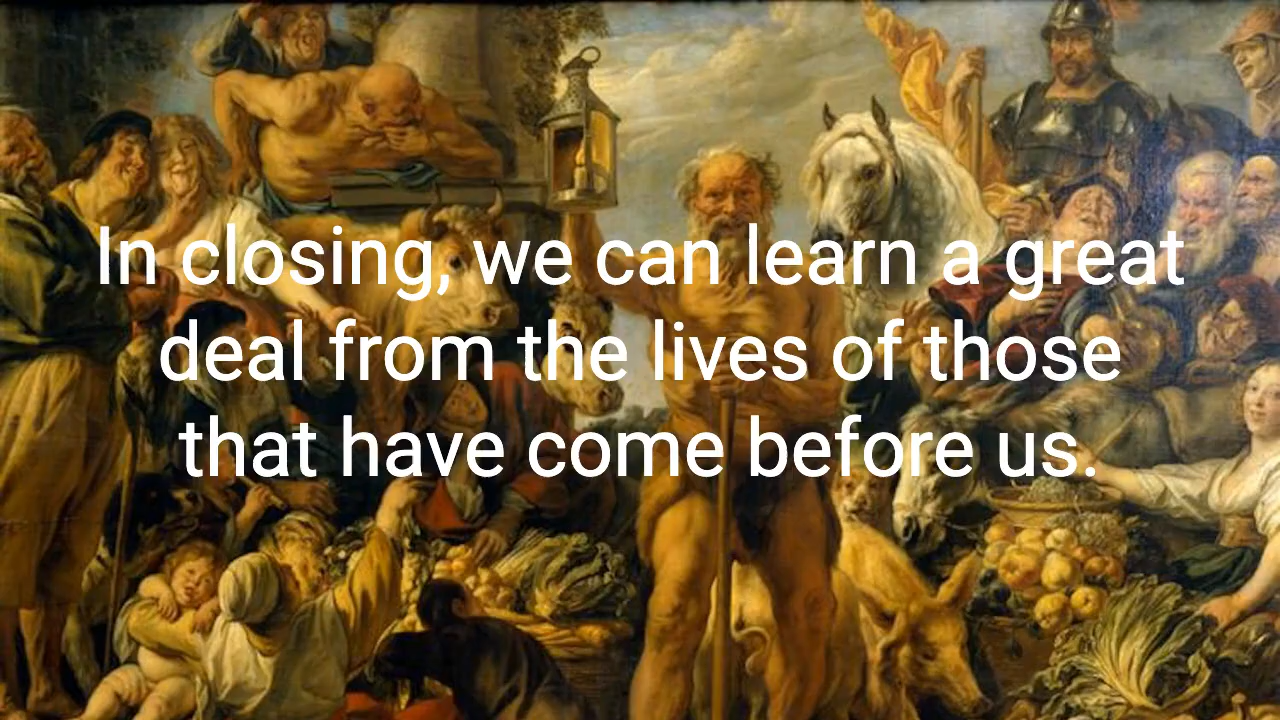 In closing, we can learn a great
deal from the lives of those
that have come before us.